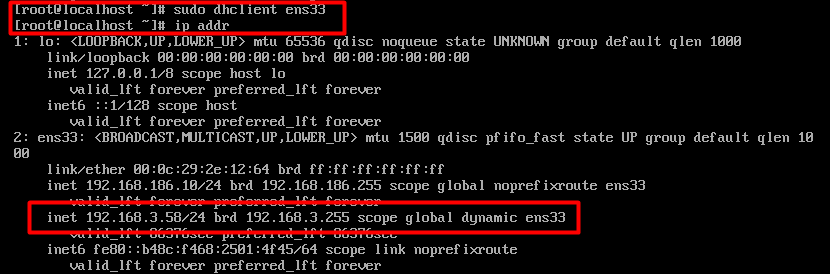 [root@localhost ~]# sudo dhclient ens33
[root@localhost ~]# ip addr
1: lo: <LOOPBACK,UP,LOWER_UP> mtu 65536 qdisc noqueue state UNKNOWN group default qlen 1000
link/loopback 00:00:00:00:00:00 brd 00:00:00:00:00:00
inet 127.0.0.1/8 scope host lo
valid_lft forever preferred_lft forever
inet6 ::1/128 scope host
valid_lft forever preferred_lft forever
2: ens33: <BROADCAST,MULTICAST,UP,LOWER_UP> mtu 1500 qdisc pfifo_fast state UP group default qlen 10
00
link/ether 00:0c:29:2e:12:64 brd ff:ff:ff:ff:ff:ff
inet 192.168.186.10/24 brd 192.168.186.255 scope global noprefixroute ens33
valid_lft forever preferred_lft forever
inet 192.168.3.58/24 brd 192.168.3.255 scope global dynamic ens33
valid_lft 86376sec preferred_lft 86376sec
inet6 fe80::b48c:f468:2501:4f45/64 scope link noprefixroute
valid_lft forever preferred_lft forever